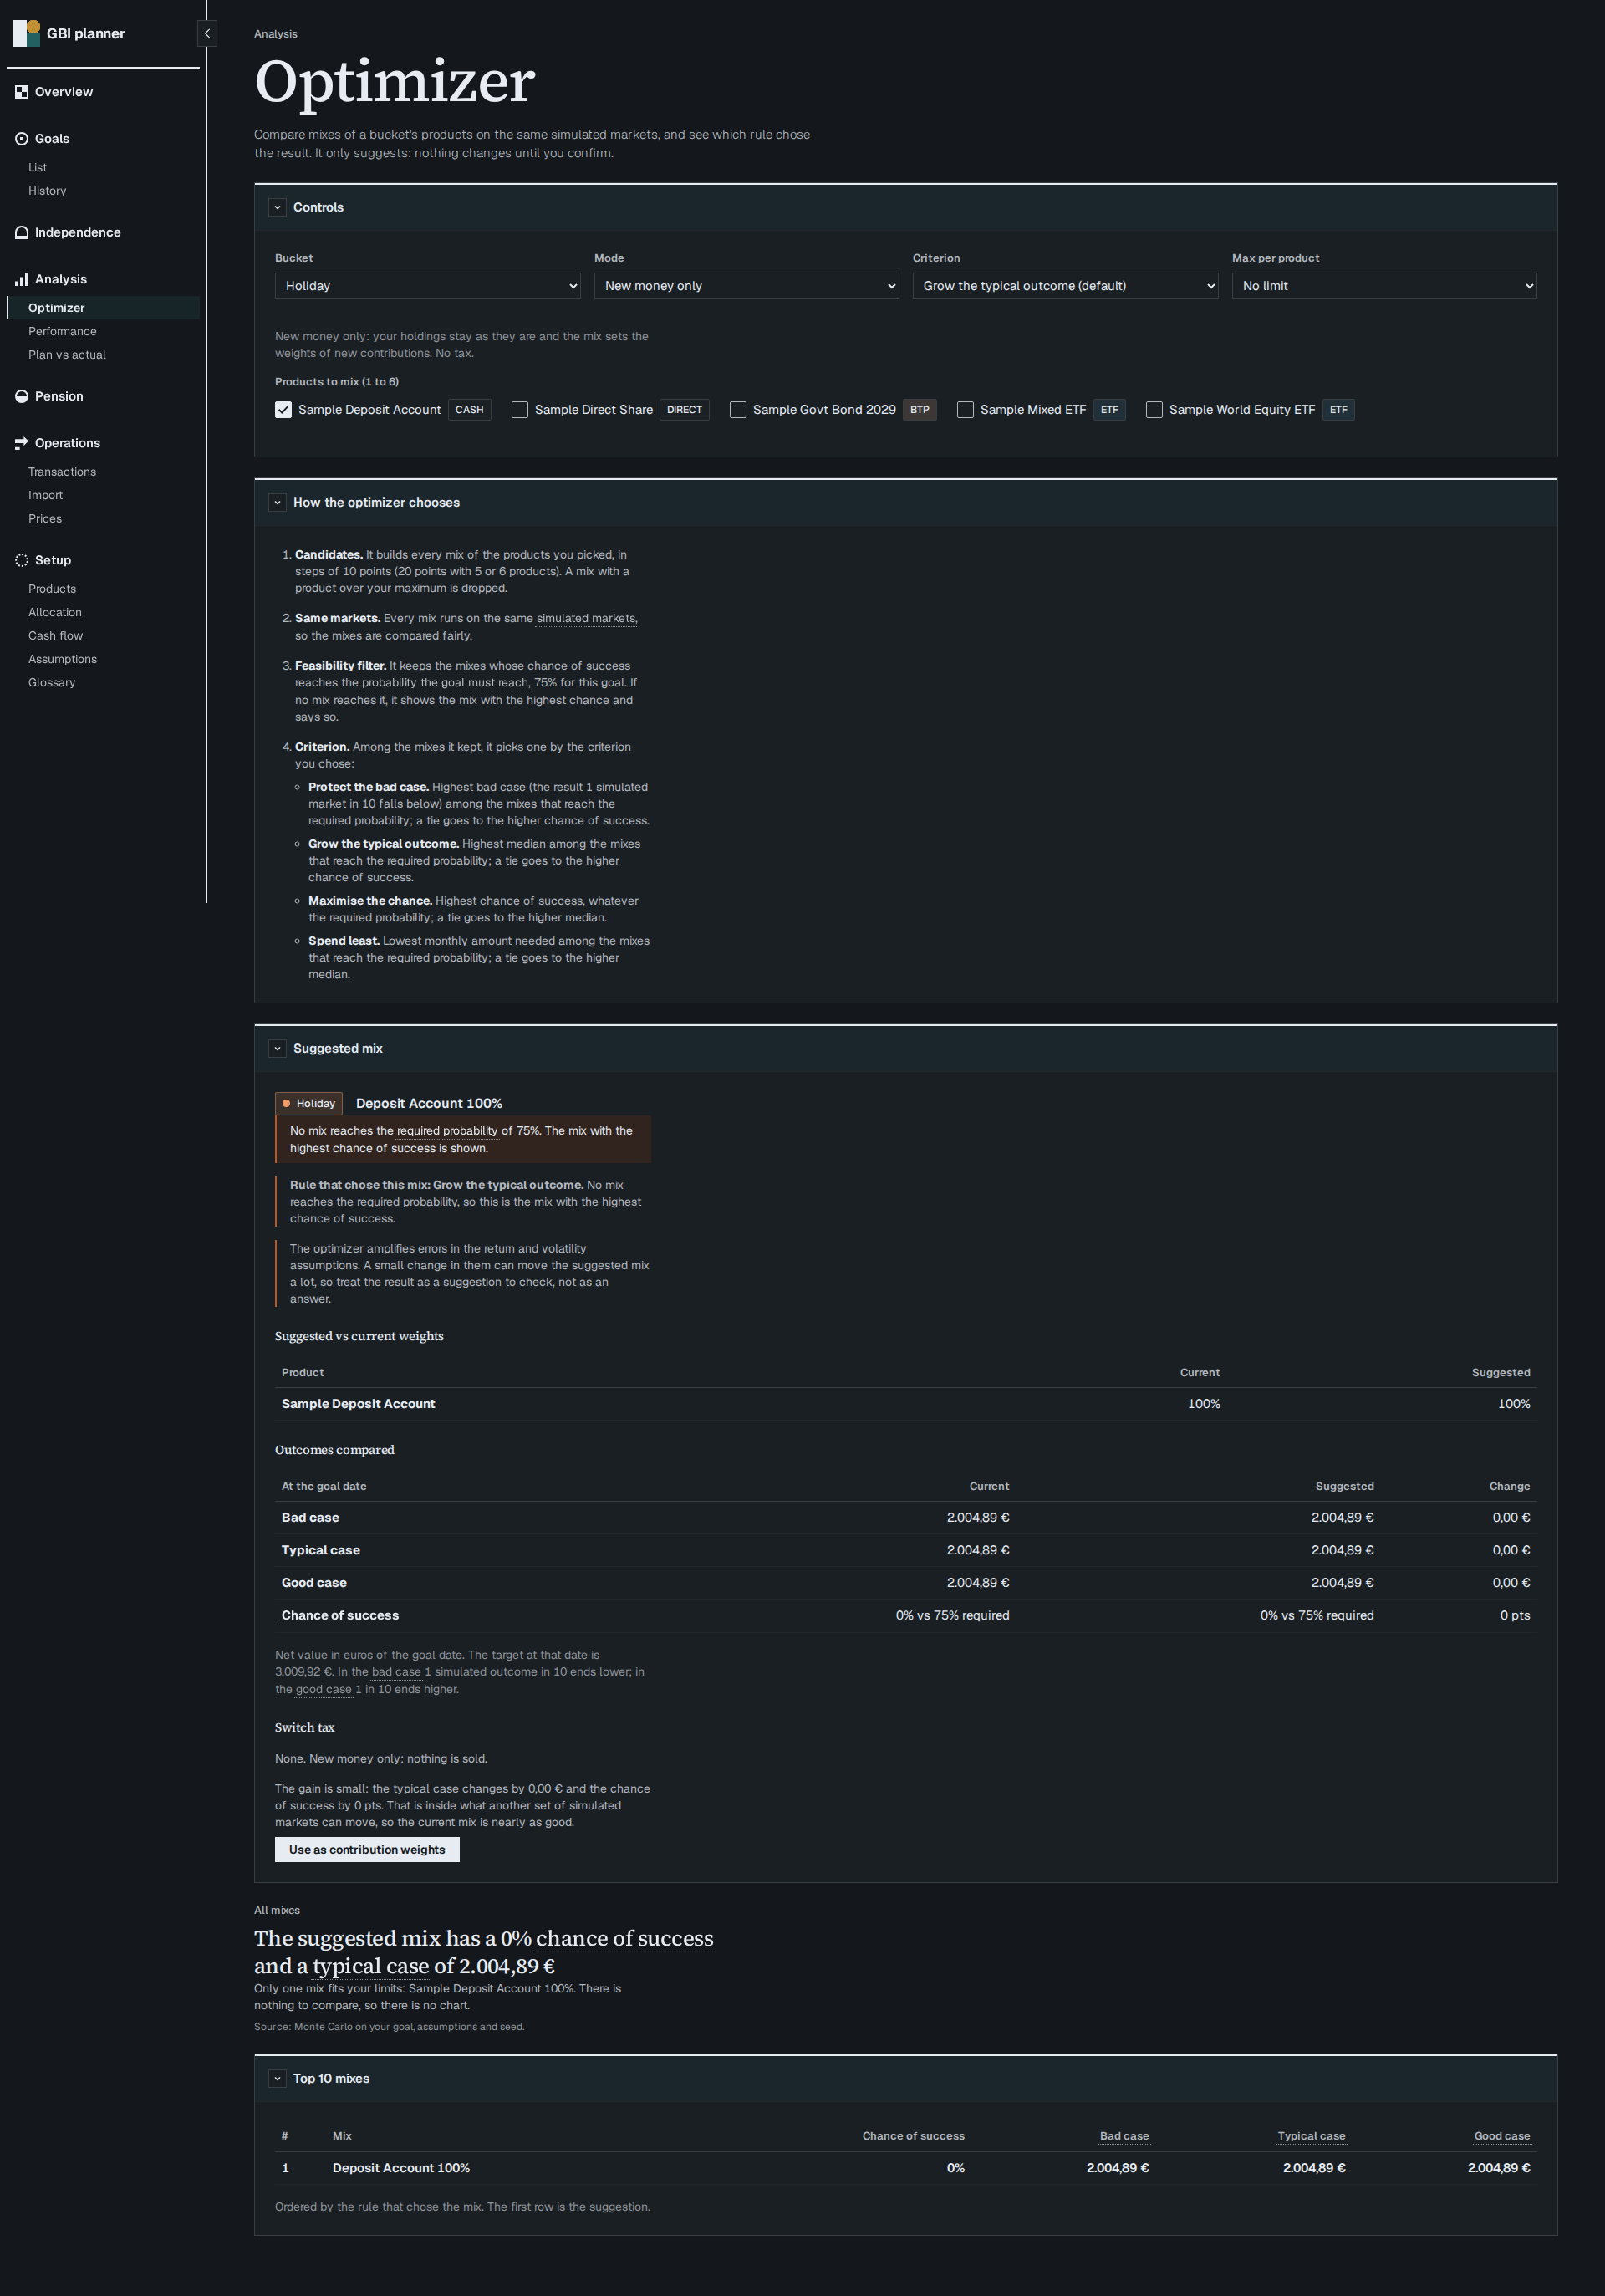 GBI planner
Overview
Goals
List
History
Independence
Analysis
Optimizer
Performance
Plan vs actual
Pension
Operations
Transactions
Import
Prices
Setup
Products
Allocation
Cash flow
Assumptions
Glossary
Analysis
Optimizer
Compare mixes of a bucket's products on the same simulated markets, and see which rule chose
the result. It only suggests: nothing changes until you confirm.
Controls
Bucket Mode Criterion Max per product
Holiday New money only Grow the typical outcome (default) No limit
New money only: your holdings stay as they are and the mix sets the
weights of new contributions. No tax.
Products to mix (1 to 6)
Sample Deposit Account CASH Sample Direct Share DIRECT Sample Govt Bond 2029 BTP Sample Mixed ETF ETF Sample World Equity ETF ETF
How the optimizer chooses
1. Candidates. It builds every mix of the products you picked, in
steps of 10 points (20 points with 5 or 6 products). A mix with a
product over your maximum is dropped.
2. Same markets. Every mix runs on the same simulated markets,
so the mixes are compared fairly.
3. Feasibility filter. It keeps the mixes whose chance of success
reaches the probability the goal must reach, 75% for this goal. If
no mix reaches it, it shows the mix with the highest chance and
says so.
4. Criterion. Among the mixes it kept, it picks one by the criterion
you chose:
Protect the bad case. Highest bad case (the result 1 simulated
market in 10 falls below) among the mixes that reach the
required probability; a tie goes to the higher chance of success.
Grow the typical outcome. Highest median among the mixes
that reach the required probability; a tie goes to the higher
chance of success.
Maximise the chance. Highest chance of success, whatever
the required probability; a tie goes to the higher median.
Spend least. Lowest monthly amount needed among the mixes
that reach the required probability; a tie goes to the higher
median.
Suggested mix
Holiday Deposit Account 100%
No mix reaches the required probability of 75%. The mix with the
highest chance of success is shown.
Rule that chose this mix: Grow the typical outcome. No mix
reaches the required probability, so this is the mix with the highest
chance of success.
The optimizer amplifies errors in the return and volatility
assumptions. A small change in them can move the suggested mix
a lot, so treat the result as a suggestion to check, not as an
answer.
Suggested vs current weights
Product Current Suggested
Sample Deposit Account 100% 100%
Outcomes compared
At the goal date Current Suggested Change
Bad case 2.004,89 € 2.004,89 € 0,00 €
Typical case 2.004,89 € 2.004,89 € 0,00 €
Good case 2.004,89 € 2.004,89 € 0,00 €
Chance of success 0% vs 75% required 0% vs 75% required 0 pts
Net value in euros of the goal date. The target at that date is
3.009,92 €. In the bad case 1 simulated outcome in 10 ends lower; in
the good case 1 in 10 ends higher.
Switch tax
None. New money only: nothing is sold.
The gain is small: the typical case changes by 0,00 € and the chance
of success by 0 pts. That is inside what another set of simulated
markets can move, so the current mix is nearly as good.
Use as contribution weights
All mixes
The suggested mix has a 0% chance of success
and a typical case of 2.004,89 €
Only one mix fits your limits: Sample Deposit Account 100%. There is
nothing to compare, so there is no chart.
Source: Monte Carlo on your goal, assumptions and seed.
Top 10 mixes
# Mix Chance of success Bad case Typical case Good case
1 Deposit Account 100% 0% 2.004,89 € 2.004,89 € 2.004,89 €
Ordered by the rule that chose the mix. The first row is the suggestion.